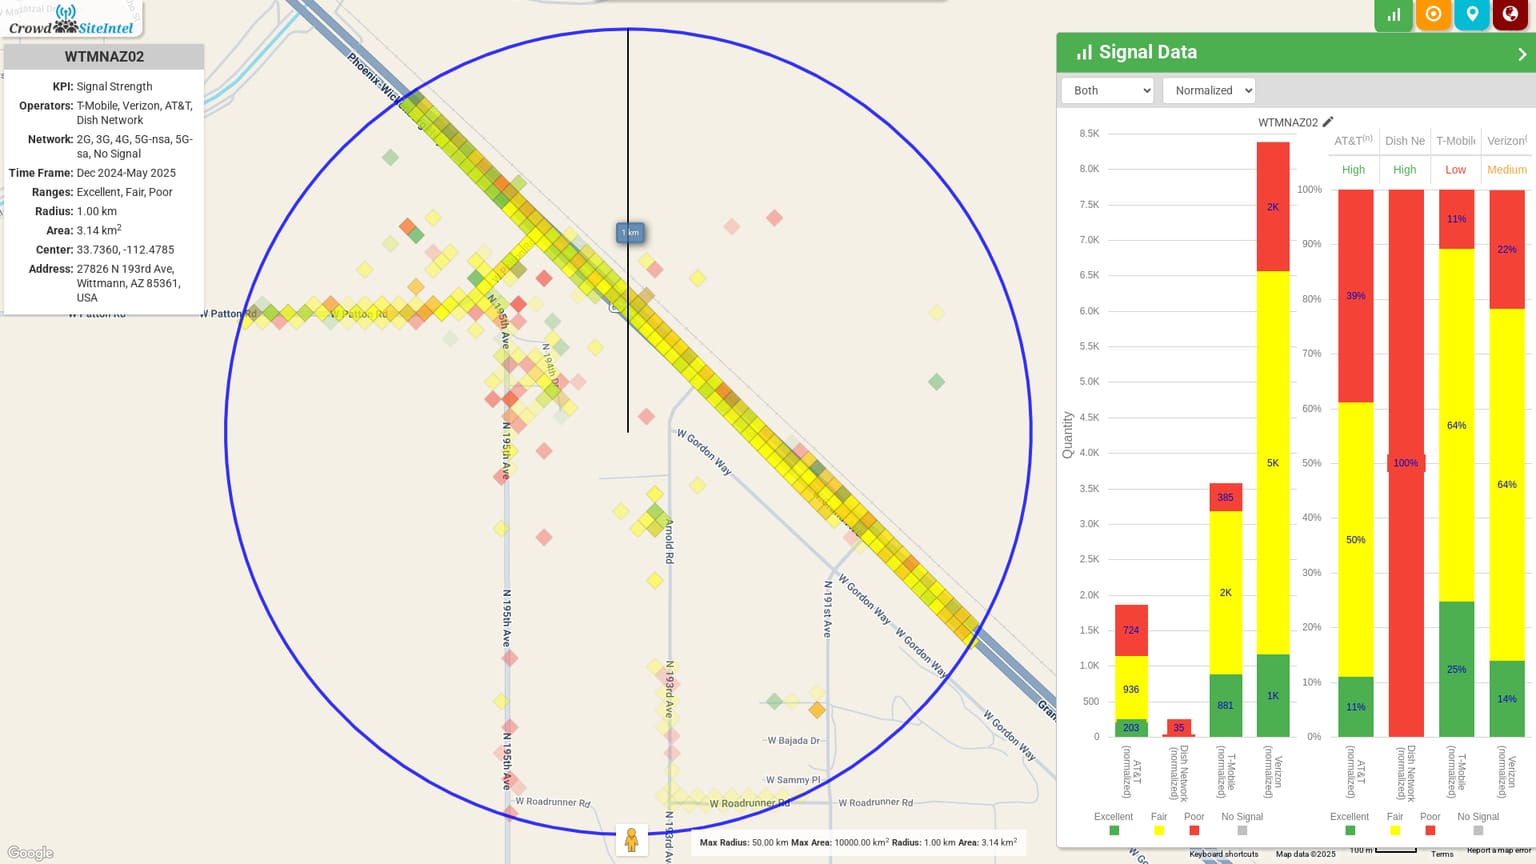 Crowd SiteIntel
WTMNAZ02
KPI: Signal Strength
Operators: T-Mobile, Verizon, AT&T,
Dish Network
Network: 2G, 3G, 4G, 5G-nsa, 5G-
sa, No Signal
Time Frame: Dec 2024-May 2025
Ranges: Excellent, Fair, Poor
Radius: 1.00 km
Area: 3.14 km²
Center: 33.7360, -112.4785
Address: 27826 N 193rd Ave,
Wittmann, AZ 85361,
USA
1 km
W Patton Rd
W Patton Rd
W Patton Rd
N 195th Ave
N 194th Dr
N 195th Ave
N 195th Ave
N 195th Ave
W Gordon Way
Arnold Rd
W Gordon Way
N 191st Ave
W Gordon Way
W Gordon Way
N 193rd Ave
W Bajada Dr
W Sammy Pl
W Roadrunner Rd
W Roadrunner Rd
W Roadrunner Rd
Google
Max Radius: 50.00 km Max Area: 10000.00 km² Radius: 1.00 km Area: 3.14 km²
Signal Data
Both
Normalized
WTMNAZ02
AT&T(n) Dish Ne T-Mobile Verizon(
High High Low Medium
Quantity
8.5K
8.0K
7.5K
7.0K
6.5K
6.0K
5.5K
5.0K
4.5K
4.0K
3.5K
3.0K
2.5K
2.0K
1.5K
1.0K
500
0
724
936
203
35
385
2K
881
2K
5K
1K
AT&T
(normalized)
Dish Network
(normalized)
T-Mobile
(normalized)
Verizon
(normalized)
Excellent Fair Poor No Signal
100%
90%
80%
70%
60%
50%
40%
30%
20%
10%
0%
39%
50%
11%
100%
11%
64%
25%
22%
64%
14%
AT&T
(normalized)
Dish Network
(normalized)
T-Mobile
(normalized)
Verizon
(normalized)
Excellent Fair Poor No Signal
Keyboard shortcuts Map data ©2025 100 m Terms Report a map error